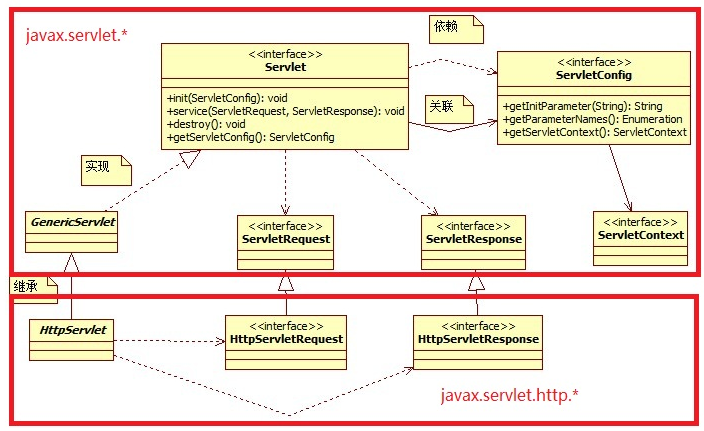 javax.servlet.*
<<interface>>
Servlet
+init(ServletConfig): void
+service(ServletRequest, ServletResponse): void
+destroy(): void
+getServletConfig(): ServletConfig
依赖
<<interface>>
ServletConfig
+getInitParameter(String): String
+getParameterNames(): Enumeration
+getServletContext(): ServletContext
关联
实现
GenericServlet
<<interface>>
ServletRequest
<<interface>>
ServletResponse
<<interface>>
ServletContext
继承
HttpServlet
<<interface>>
HttpServletRequest
<<interface>>
HttpServletResponse
javax.servlet.http.*